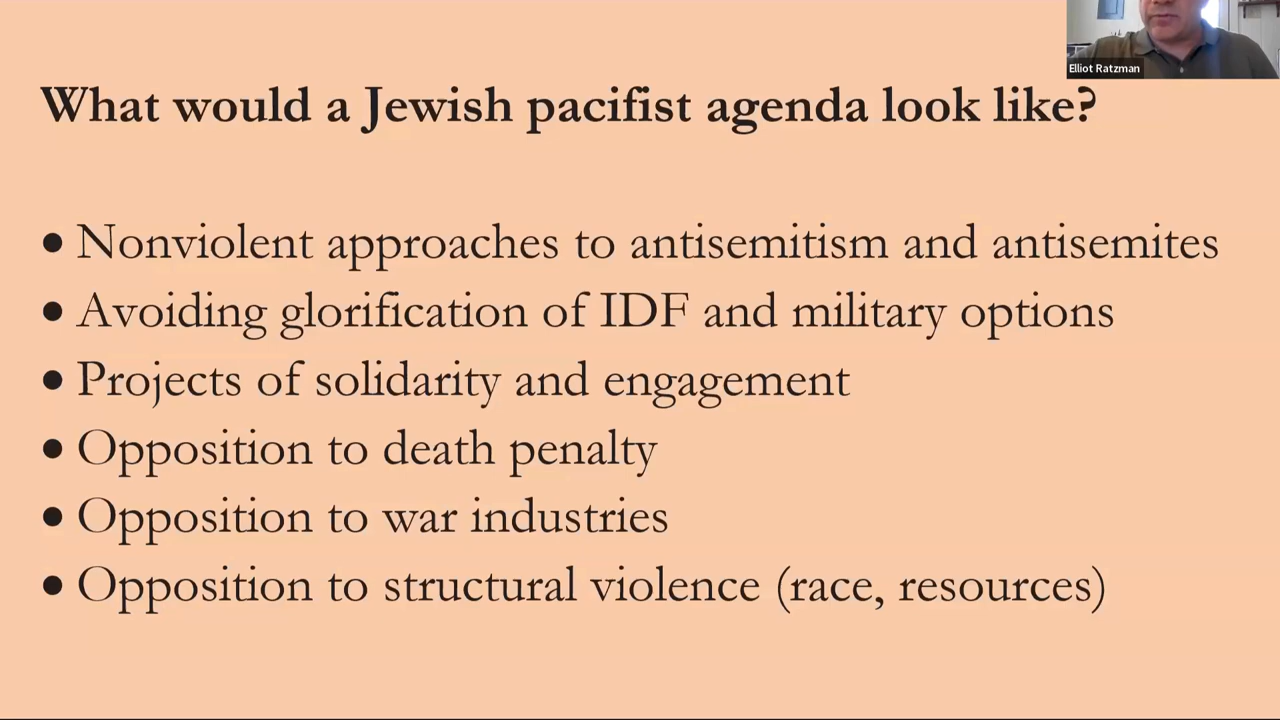 Elliot Ratzman
What would a Jewish pacifist agenda look like?
• Nonviolent approaches to antisemitism and antisemites
• Avoiding glorification of IDF and military options
• Projects of solidarity and engagement
• Opposition to death penalty
• Opposition to war industries
• Opposition to structural violence (race, resources)